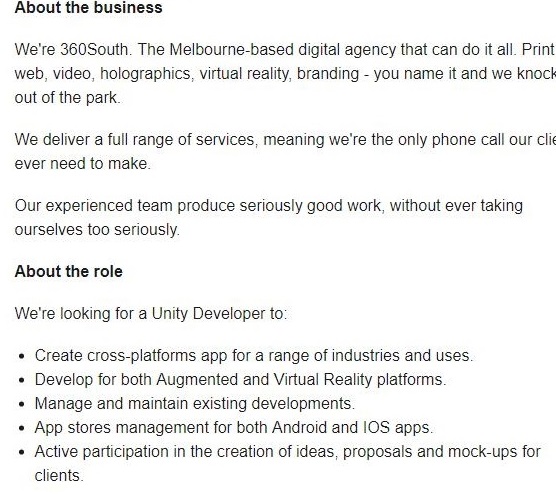 About the business
We're 360South. The Melbourne-based digital agency that can do it all. Print
web, video, holographics, virtual reality, branding - you name it and we knock
out of the park.
We deliver a full range of services, meaning we're the only phone call our clie
ever need to make.
Our experienced team produce seriously good work, without ever taking
ourselves too seriously.
About the role
We're looking for a Unity Developer to:
• Create cross-platforms app for a range of industries and uses.
• Develop for both Augmented and Virtual Reality platforms.
• Manage and maintain existing developments.
• App stores management for both Android and IOS apps.
• Active participation in the creation of ideas, proposals and mock-ups for
clients.